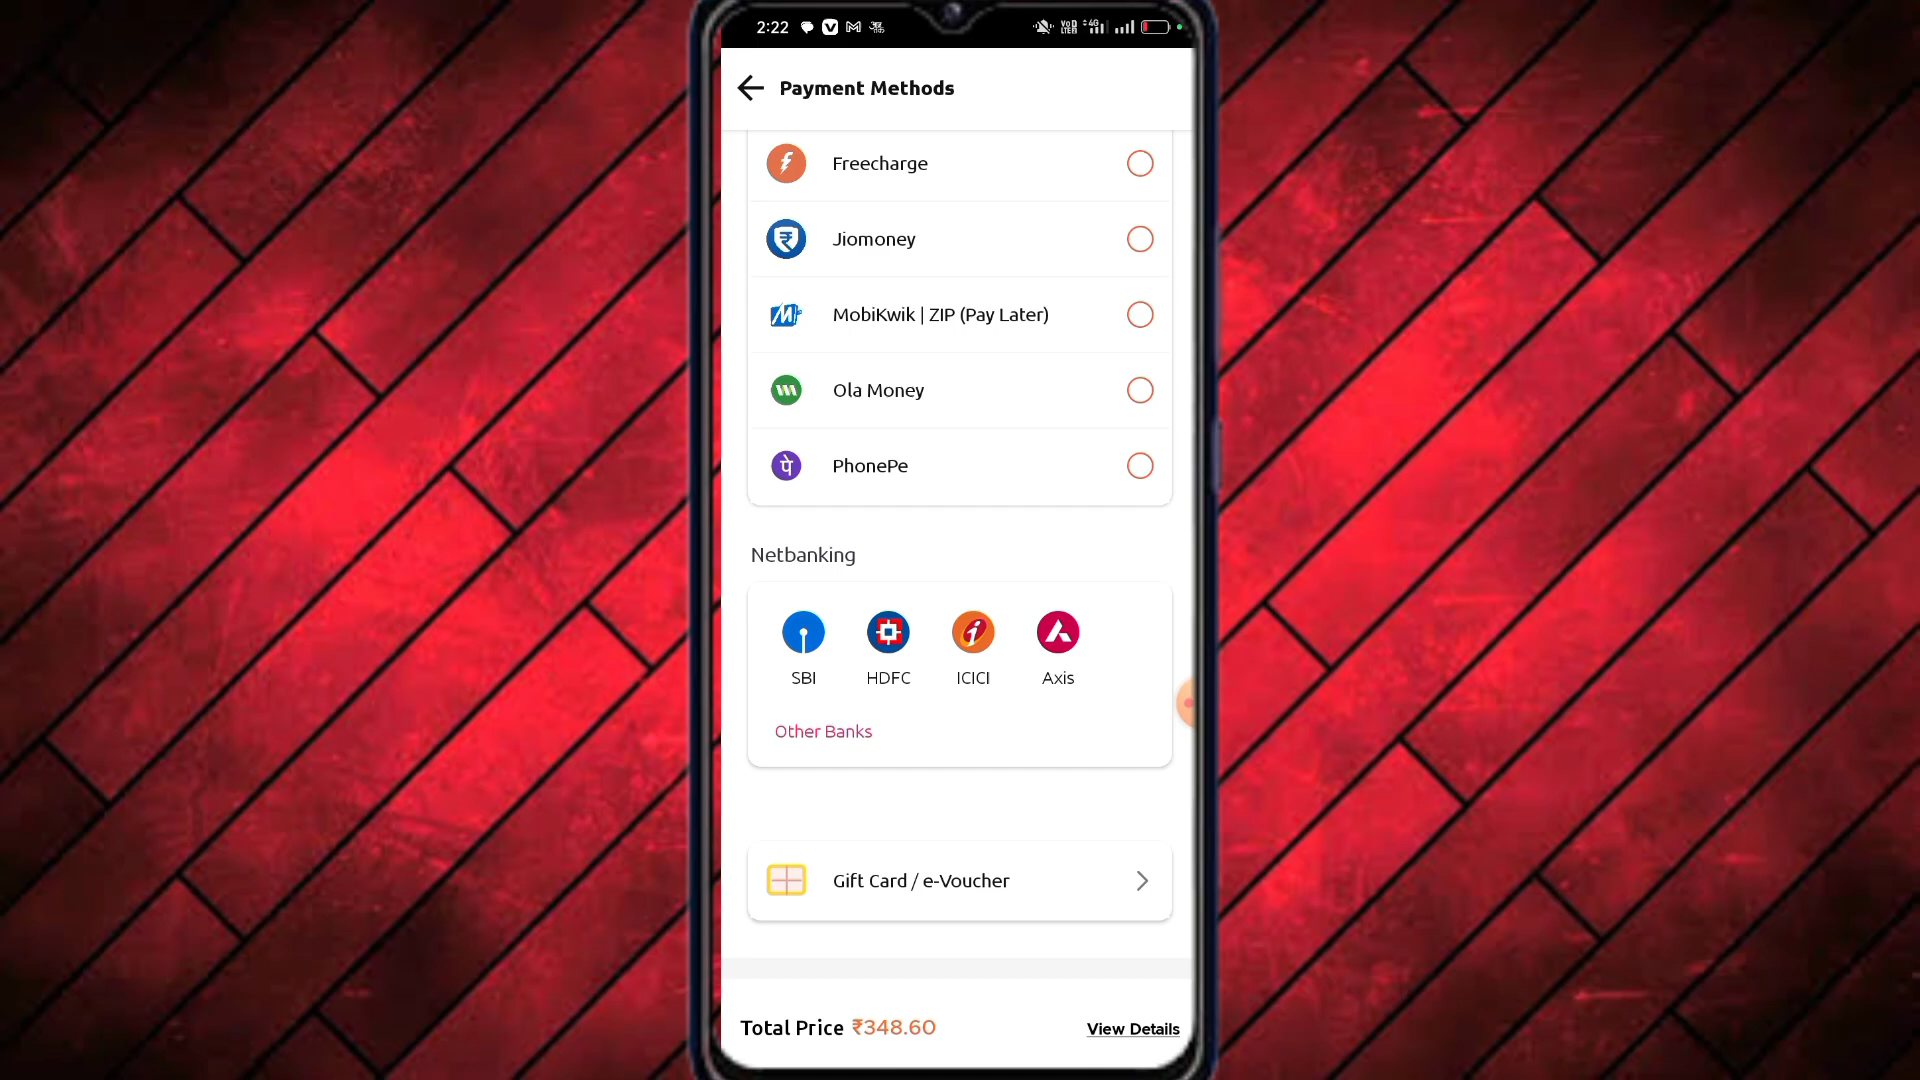 2:22
Payment Methods
Freecharge
Jiomoney
MobiKwik | ZIP (Pay Later)
Ola Money
पे PhonePe
Netbanking
SBI HDFC ICICI Axis
Other Banks
Gift Card / e-Voucher
Total Price ₹348.60 View Details